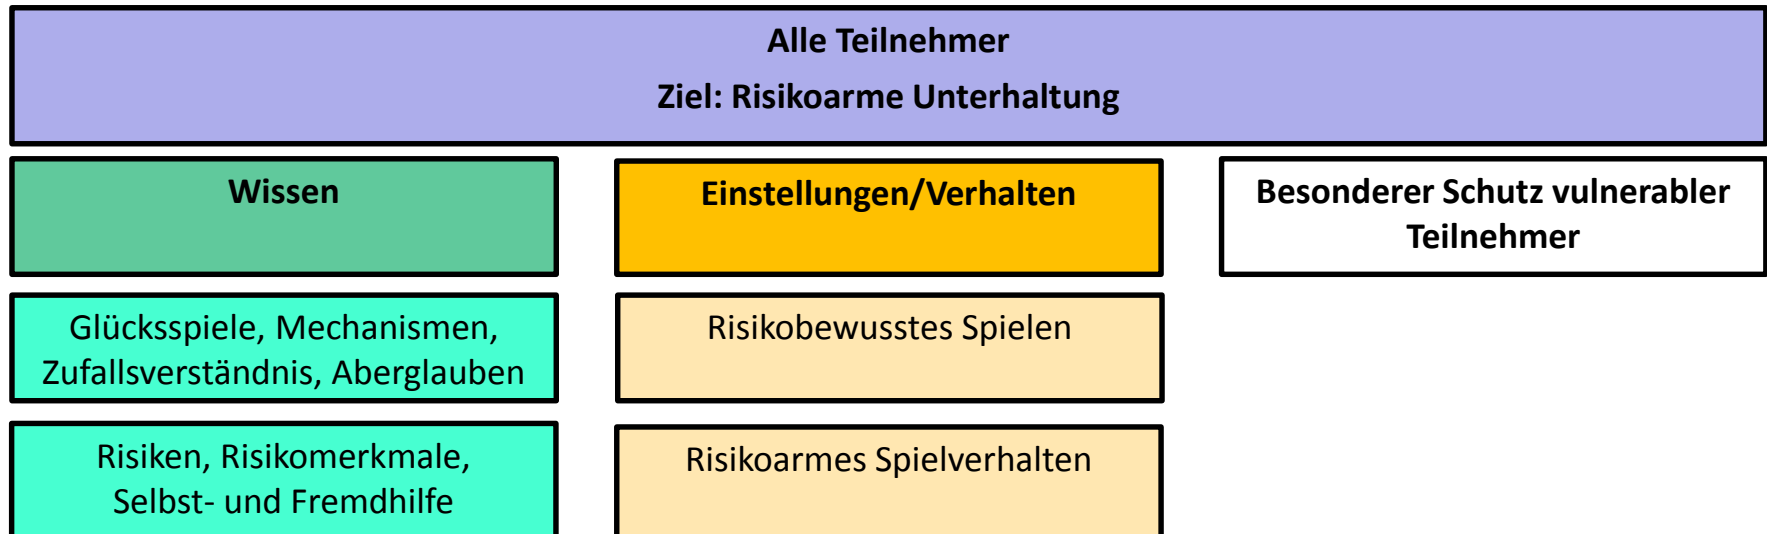 Alle Teilnehmer
Ziel: Risikoarme Unterhaltung
Wissen
Einstellungen/Verhalten
Besonderer Schutz vulnerabler
Teilnehmer
Glücksspiele, Mechanismen,
Zufallsverständnis, Aberglauben
Risikobewusstes Spielen
Risiken, Risikomerkmale,
Selbst- und Fremdhilfe
Risikoarmes Spielverhalten